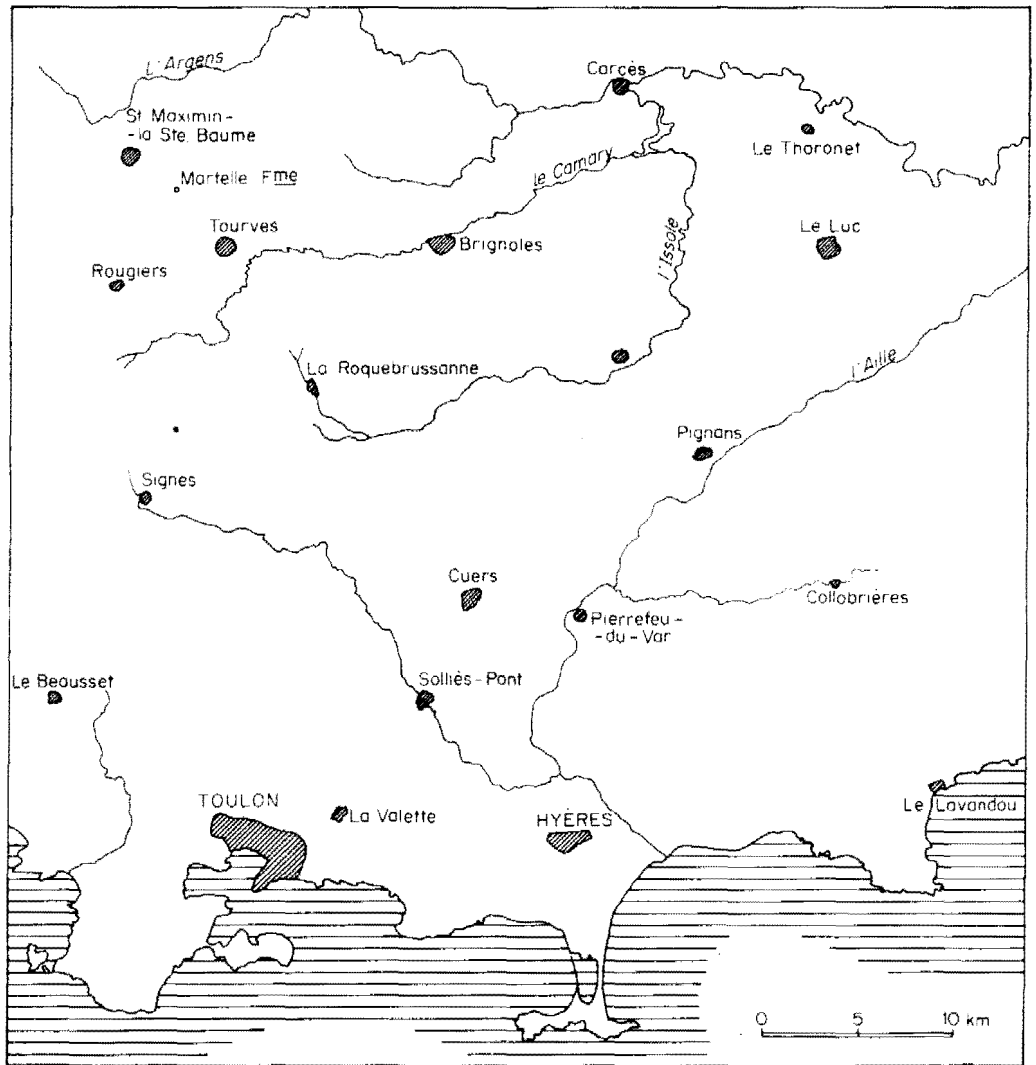 L'Argens
Carcès
St Maximin-
-la Ste. Baume
Le Thoronet
Martelle Fme
le Camary
Tourves
Brignoles
Le Luc
l'Issole
Rougiers
La Roquebrussanne
l'Aille
Pignans
Signes
Cuers
Collobrières
Pierrefeu-
-du-Var
Le Beausset
Solliès-Pont
TOULON
La Valette
HYÈRES
Le Lavandou
0 5 10 km